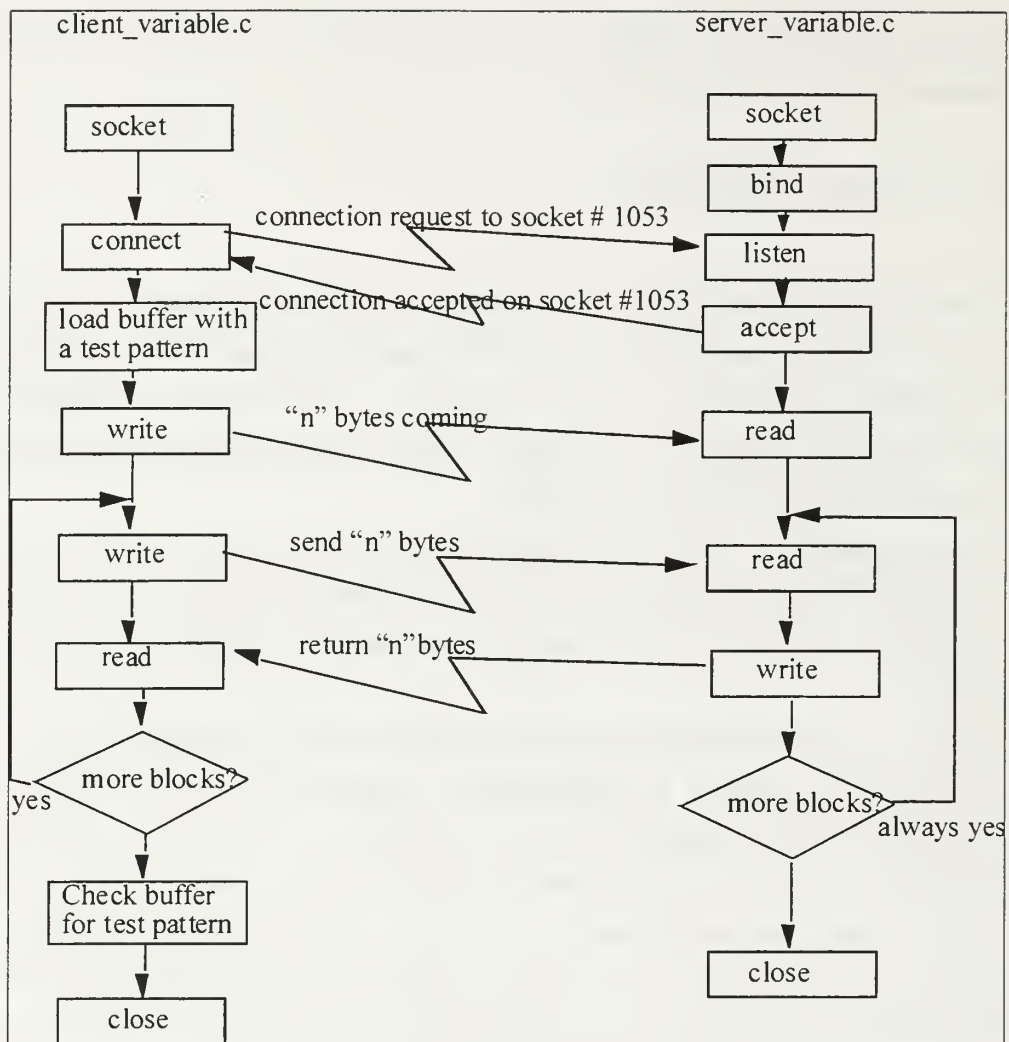 client_variable.c
server_variable.c
socket
socket
bind
connection request to socket # 1053
connect
listen
connection accepted on socket #1053
load buffer with
a test pattern
accept
“n” bytes coming
write
read
send “n” bytes
write
read
return “n”bytes
read
write
more blocks?
yes
more blocks?
always yes
Check buffer
for test pattern
close
close